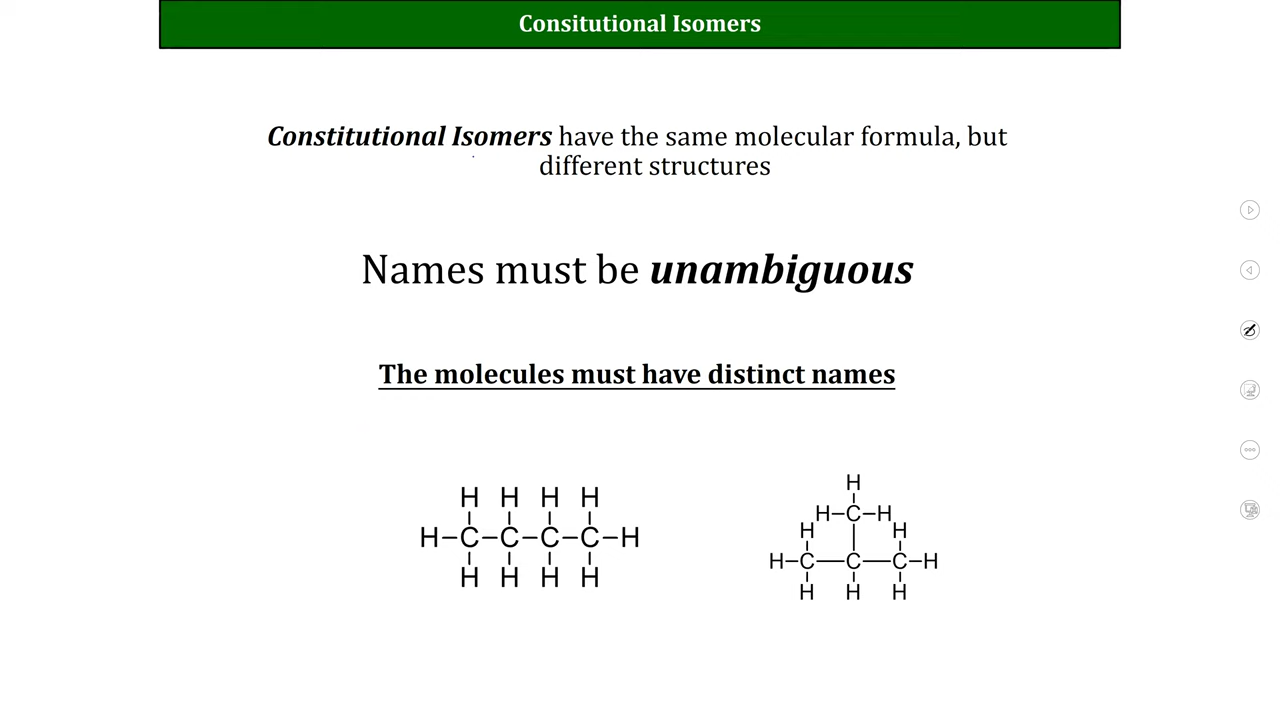 Consitutional Isomers
Constitutional Isomers have the same molecular formula, but
different structures
Names must be unambiguous
The molecules must have distinct names
H H H H
H–C–C–C–C–H
H H H H
H
H–C–H
H H
H–C–C–C–H
H H H